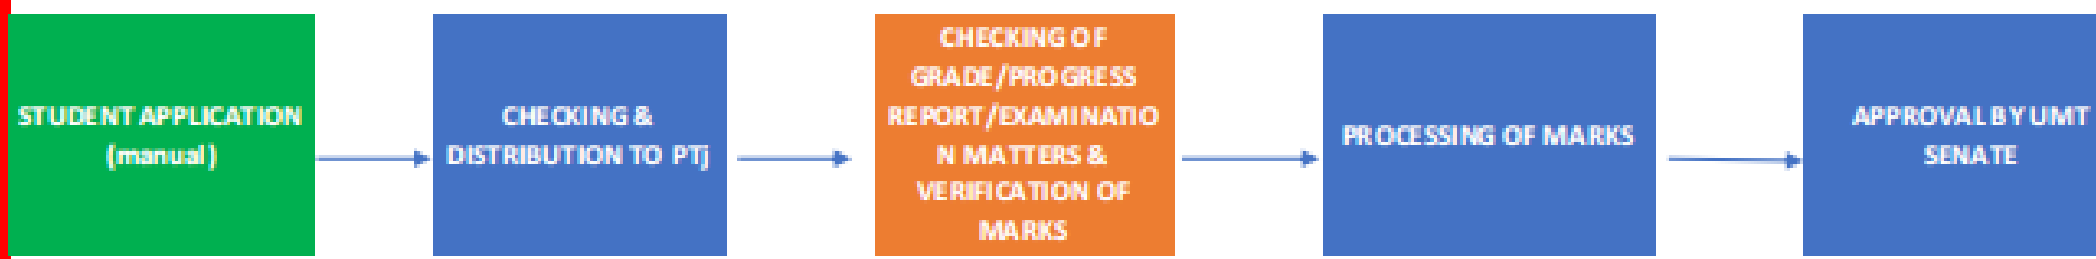 STUDENT APPLICATION
(manual)
CHECKING &
DISTRIBUTION TO PTj
CHECKING OF
GRADE/PROGRESS
REPORT/EXAMINATIO
N MATTERS &
VERIFICATION OF
MARKS
PROCESSING OF MARKS
APPROVAL BY UMT
SENATE